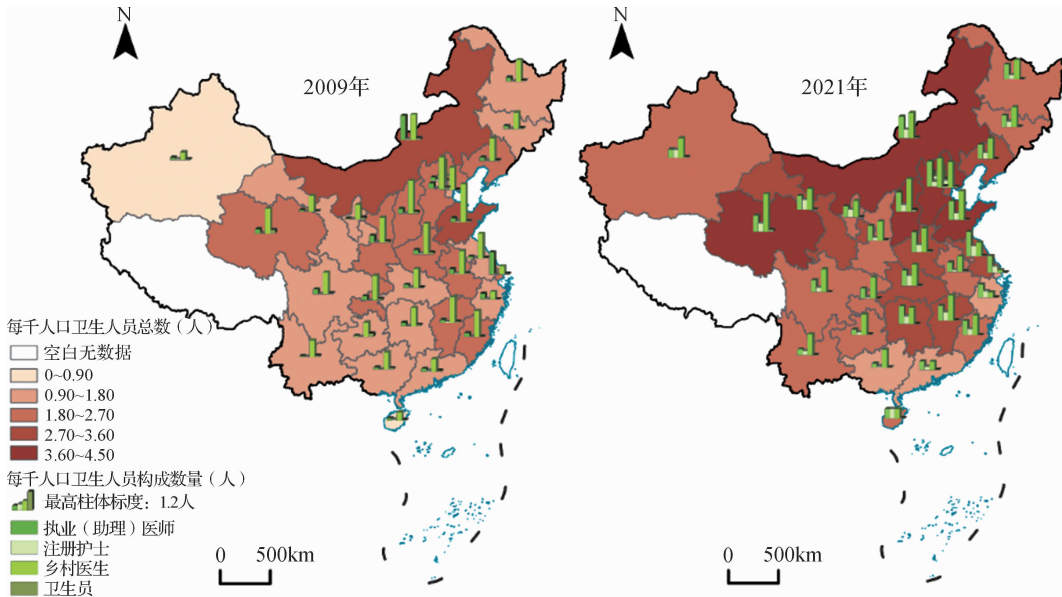 N
2009年
N
2021年
每千人口卫生人员总数（人）
空白无数据
0~0.90
0.90~1.80
1.80~2.70
2.70~3.60
3.60~4.50
每千人口卫生人员构成数量（人）
最高柱体标度：1.2人
执业（助理）医师
注册护士
乡村医生
卫生员
0 500km
0 500km